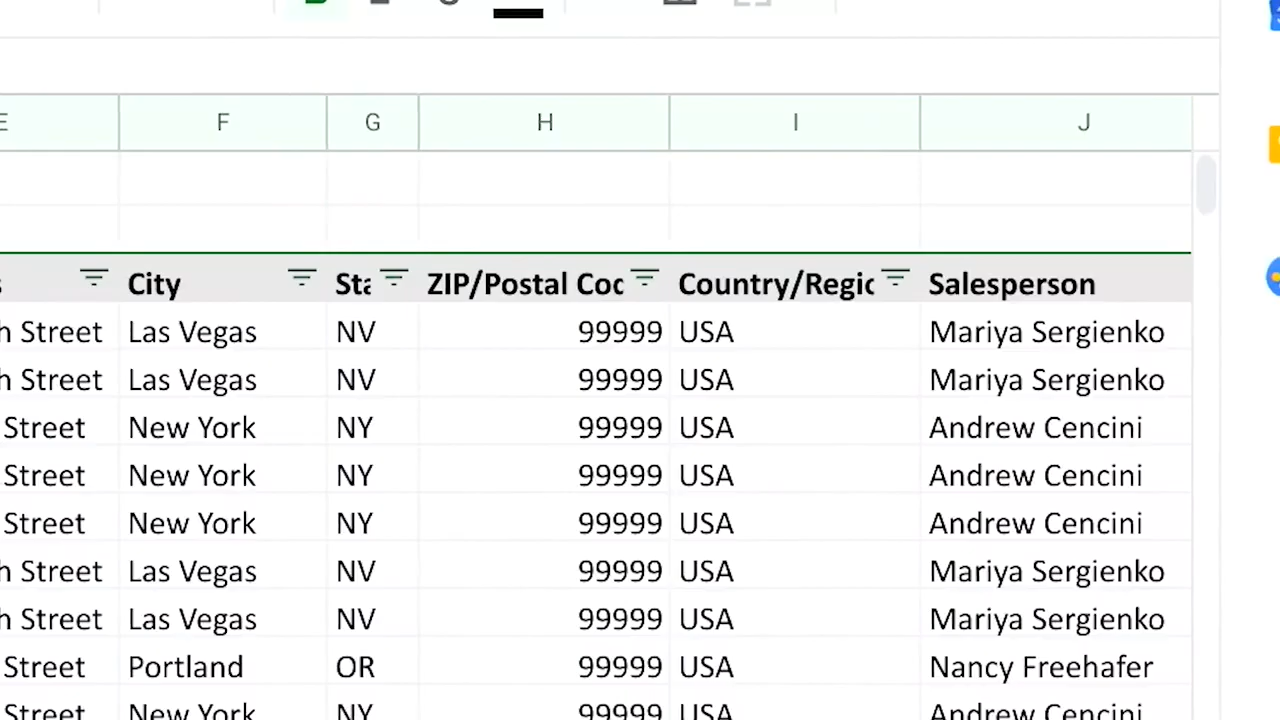 E F G H I J
s City Sta ZIP/Postal Coc Country/Regic Salesperson
h Street Las Vegas NV 99999 USA Mariya Sergienko
h Street Las Vegas NV 99999 USA Mariya Sergienko
Street New York NY 99999 USA Andrew Cencini
Street New York NY 99999 USA Andrew Cencini
Street New York NY 99999 USA Andrew Cencini
h Street Las Vegas NV 99999 USA Mariya Sergienko
h Street Las Vegas NV 99999 USA Mariya Sergienko
Street Portland OR 99999 USA Nancy Freehafer
Street New York NY 99999 USA Andrew Cencini